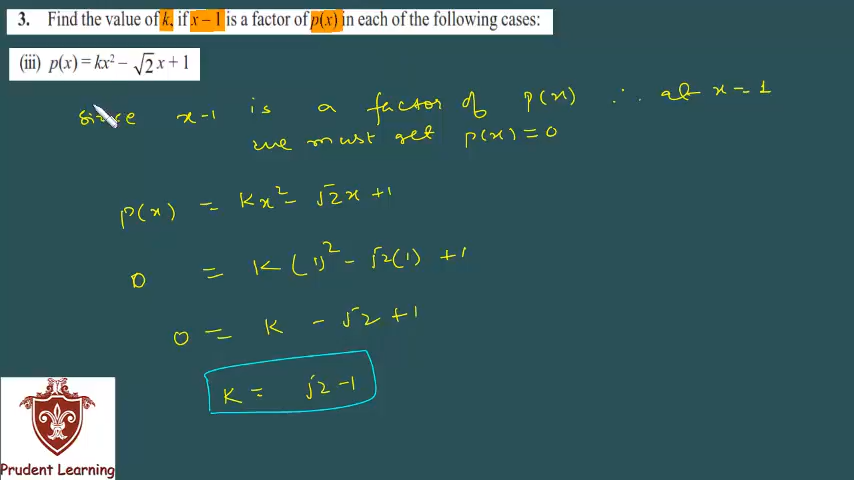 3. Find the value of k, if x – 1 is a factor of p(x) in each of the following cases:
(iii) p(x) = kx² – √2 x + 1
since x-1 is a factor of p(x) ∴ at x = 1
we must get p(x) = 0
p(x) = Kx² - √2x + 1
0 = K (1)² - √2(1) + 1
0 = K - √2 + 1
K = √2 - 1
Prudent Learning